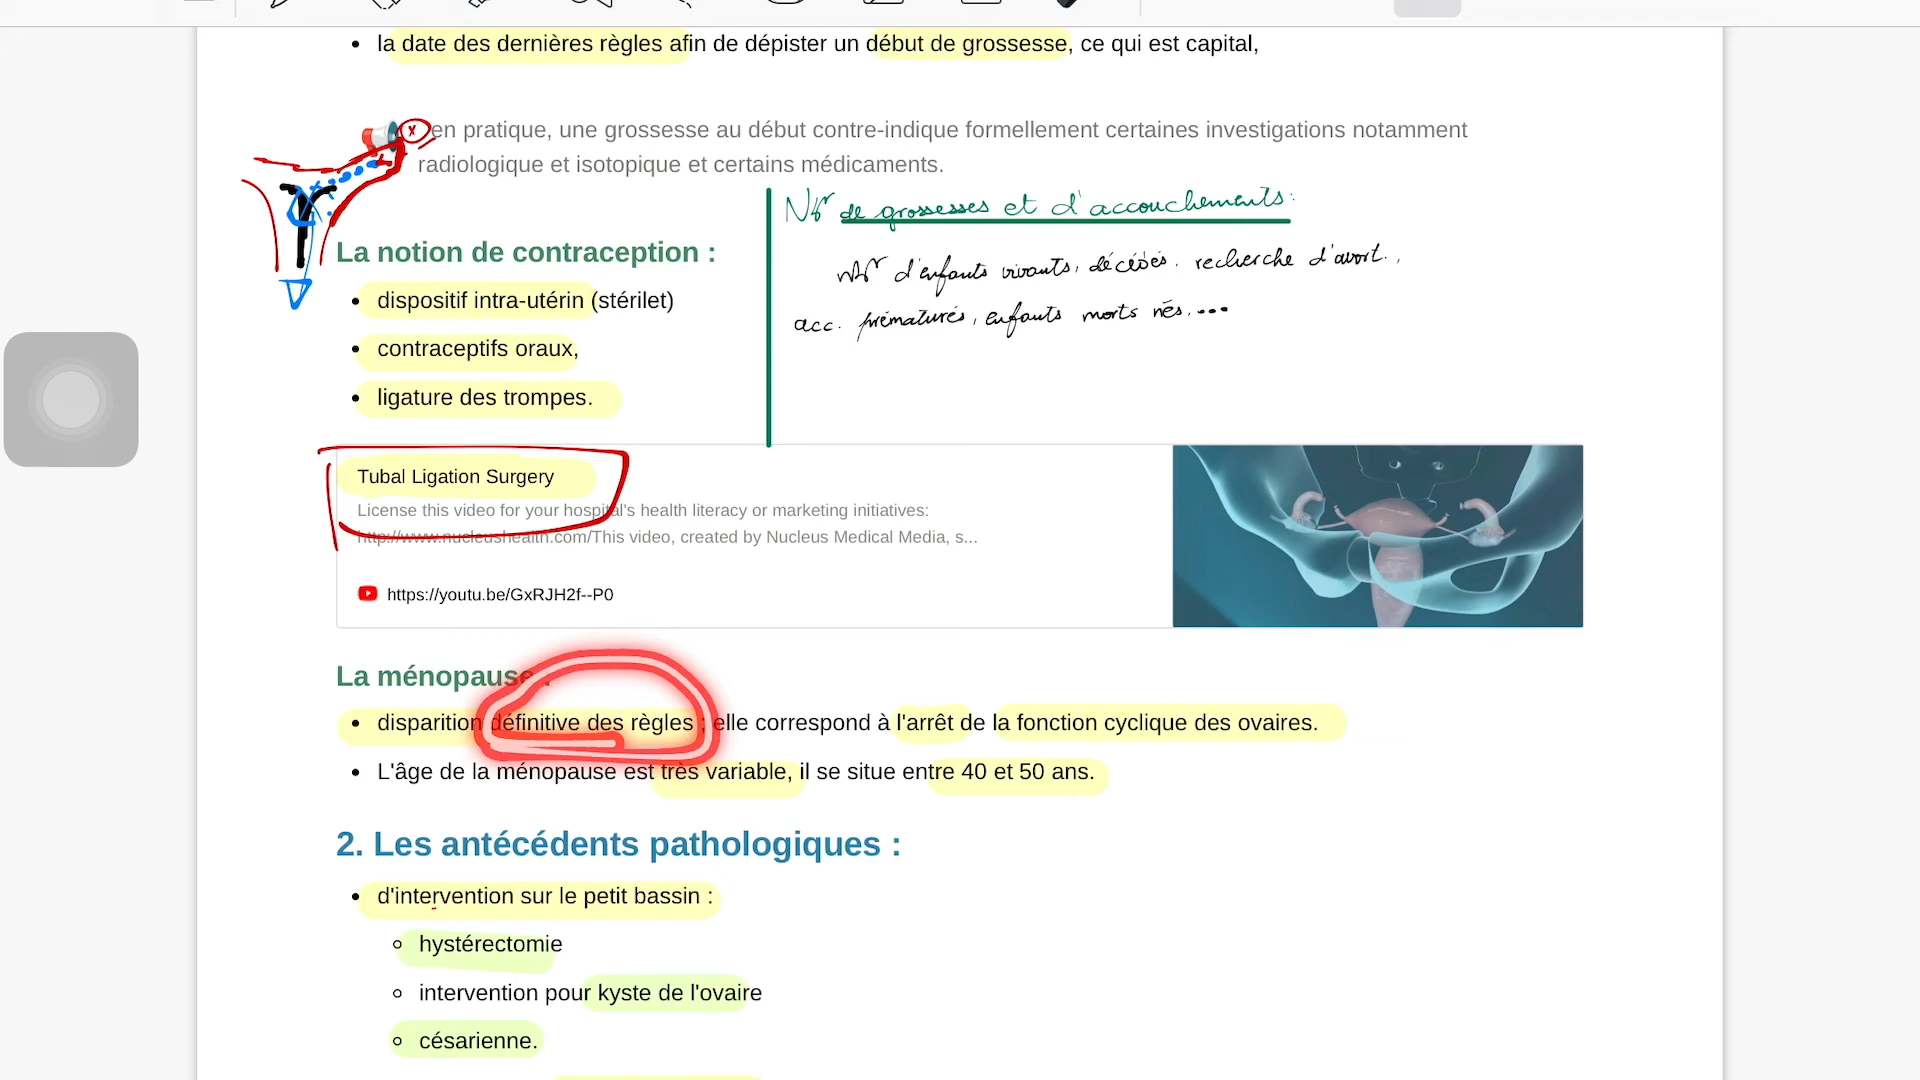 la date des dernières règles afin de dépister un début de grossesse, ce qui est capital,
en pratique, une grossesse au début contre-indique formellement certaines investigations notamment
radiologique et isotopique et certains médicaments.
Nbr de grossesses et d'accouchements:
La notion de contraception :
nbr d'enfants vivants, décédés. recherche d'avort.,
dispositif intra-utérin (stérilet)
acc. prématurés, enfants morts nés....
contraceptifs oraux,
ligature des trompes.
Tubal Ligation Surgery
License this video for your hospital's health literacy or marketing initiatives:
http://www.nucleushealth.com/This video, created by Nucleus Medical Media, s...
https://youtu.be/GxRJH2f--P0
La ménopause :
disparition définitive des règles ; elle correspond à l'arrêt de la fonction cyclique des ovaires.
L'âge de la ménopause est très variable, il se situe entre 40 et 50 ans.
2. Les antécédents pathologiques :
d'intervention sur le petit bassin :
hystérectomie
intervention pour kyste de l'ovaire
césarienne.